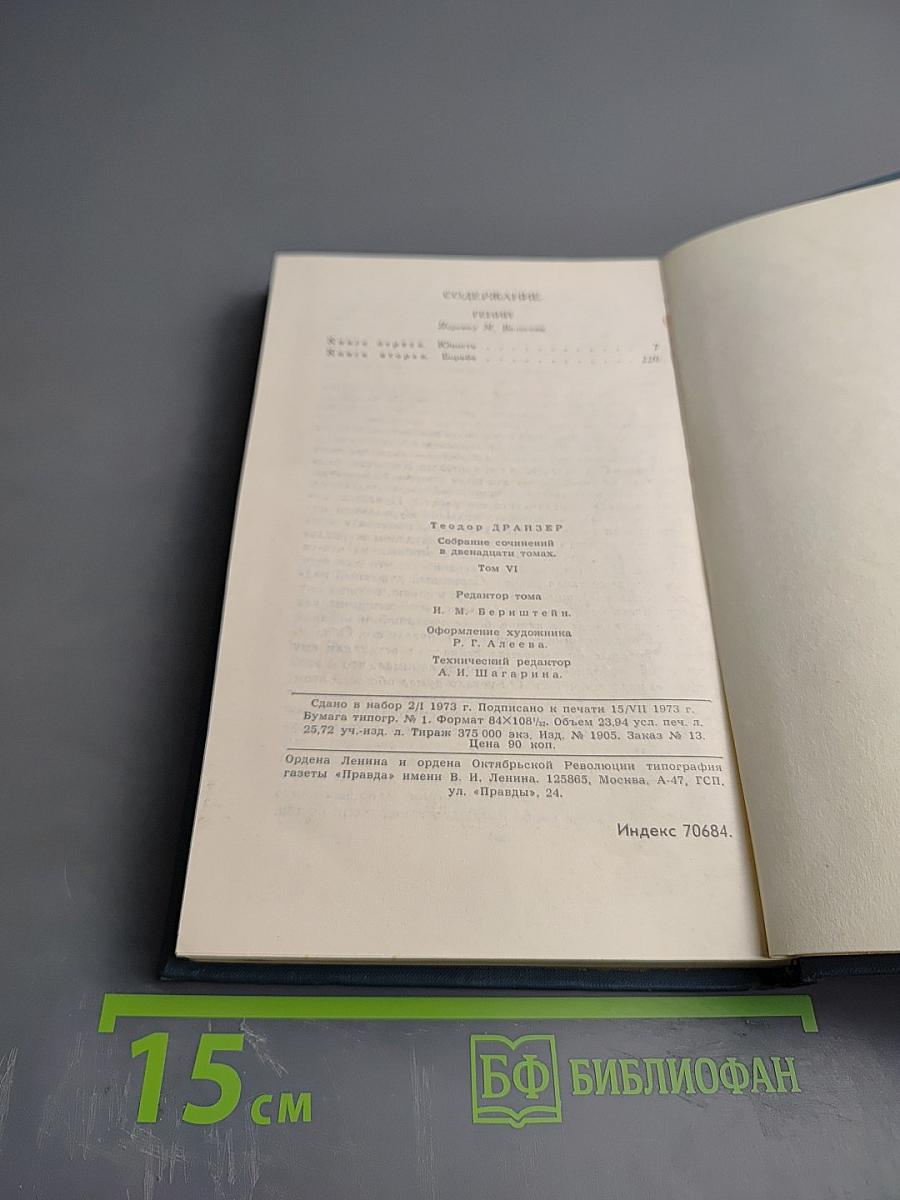 СОДЕРЖАНИЕ
ГЕНИЙ
Перевод М. Волосова
Книга первая. Юность . . . . . . . . . . . . 7
Книга вторая. Борьба . . . . . . . . . . . .
Теодор ДРАЙЗЕР
Собрание сочинений
в двенадцати томах.
Том VI
Редактор тома
И. М. Бернштейн.
Оформление художника
Р. Г. Алеева.
Технический редактор
А. И. Шагарина.
Сдано в набор 2/I 1973 г. Подписано к печати 15/VII 1973 г.
Бумага типогр. № 1. Формат 84×108¹/₃₂. Объем 23,94 усл. печ. л.
25,72 уч.-изд. л. Тираж 375 000 экз. Изд. № 1905. Заказ № 13.
Цена 90 коп.
Ордена Ленина и ордена Октябрьской Революции типография
газеты «Правда» имени В. И. Ленина. 125865, Москва, А-47, ГСП,
ул. «Правды», 24.
Индекс 70684.
15 см
БФ БИБЛИОФАН